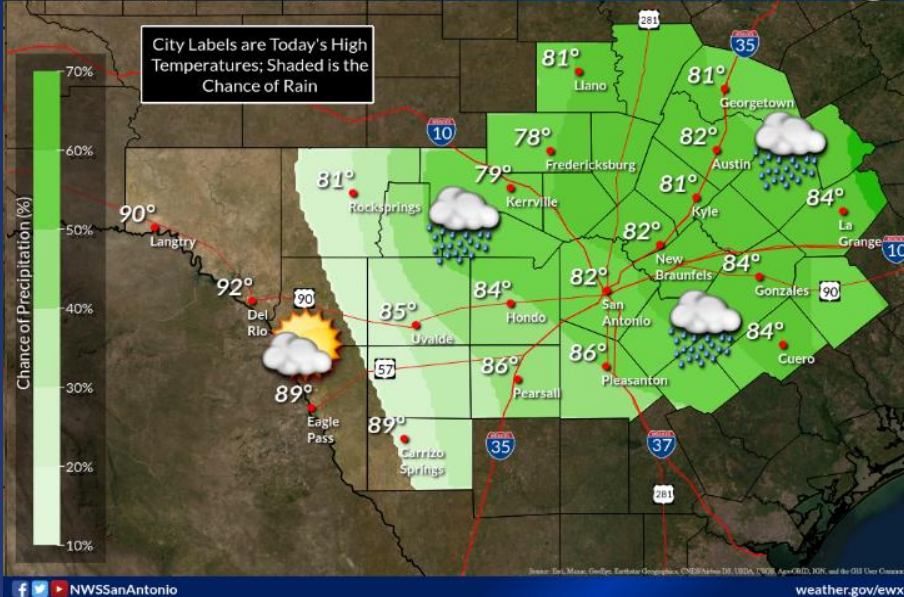 City Labels are Today's High
Temperatures; Shaded is the
Chance of Rain
Chance of Precipitation (%)
70%
60%
50%
40%
30%
20%
10%
281
35
10
81°
Llano
81°
Georgetown
78°
Fredericksburg
82°
Austin
81°
Rocksprings
79°
Kerrville
81°
Kyle
84°
La
Grange
90°
Langtry
82°
New
Braunfels
10
92°
Del
Rio
90
85°
Uvalde
84°
Hondo
82°
San
Antonio
84°
Gonzales
90
57
86°
Pearsall
86°
Pleasanton
84°
Cuero
89°
Eagle
Pass
89°
Carrizo
Springs
35
37
281
NWSSanAntonio
weather.gov/ewx